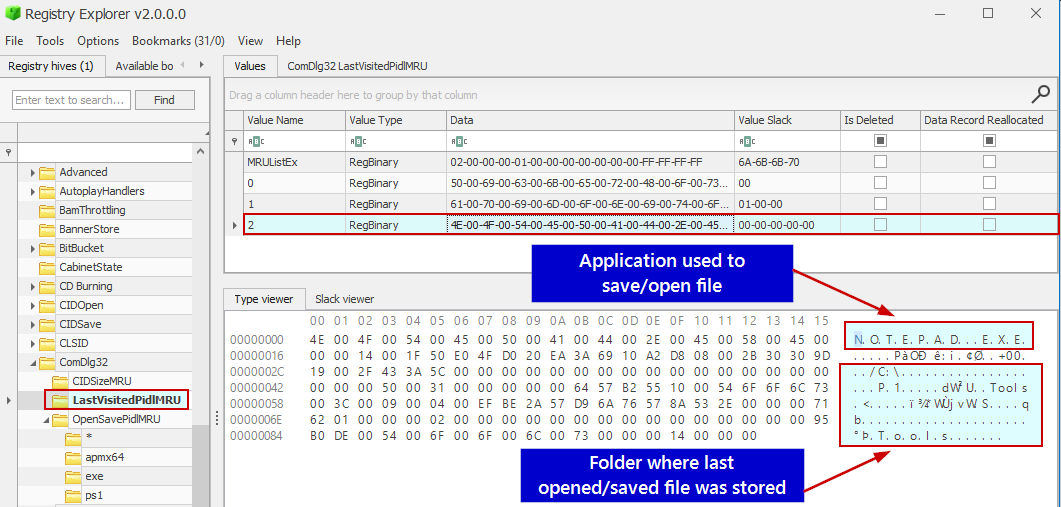 Registry Explorer v2.0.0.0
File Tools Options Bookmarks (31/0) View Help
Registry hives (1) Available bo
Enter text to search... Find
Advanced
AutoplayHandlers
BamThrottling
BannerStore
BitBucket
CabinetState
CD Burning
CIDOpen
CIDSave
CLSID
ComDlg32
CIDSizeMRU
LastVisitedPidlMRU
OpenSavePidlMRU
*
apmx64
exe
ps1
Values ComDlg32 LastVisitedPidlMRU
Drag a column header here to group by that column
Value Name Value Type Data Value Slack Is Deleted Data Record Reallocated
MRUListEx RegBinary 02-00-00-00-01-00-00-00-00-00-00-00-FF-FF-FF-FF 6A-6B-6B-70
0 RegBinary 50-00-69-00-63-00-6B-00-65-00-72-00-48-00-6F-00-73... 00
1 RegBinary 61-00-70-00-69-00-6D-00-6F-00-6E-00-69-00-74-00-6F... 01-00-00
2 RegBinary 4E-00-4F-00-54-00-45-00-50-00-41-00-44-00-2E-00-45... 00-00-00-00-00
Application used to
save/open file
Type viewer Slack viewer
00 01 02 03 04 05 06 07 08 09 0A 0B 0C 0D 0E 0F 10 11 12 13 14 15
00000000 4E 00 4F 00 54 00 45 00 50 00 41 00 44 00 2E 00 45 00 58 00 45 00 N.O.T.E.P.A.D...E.X.E.
00000016 00 00 14 00 1F 50 E0 4F D0 20 EA 3A 69 10 A2 D8 08 00 2B 30 30 9D .....PàOÐ ê:i.¢Ø..+00.
0000002C 19 00 2F 43 3A 5C 00 00 00 00 00 00 00 00 00 00 00 00 00 00 00 00 ../C:\................
00000042 00 00 00 50 00 31 00 00 00 00 00 64 57 B2 55 10 00 54 6F 6F 6C 73 ...P.1.....dW²U..Tools
00000058 00 3C 00 09 00 04 00 EF BE 2A 57 D9 6A 76 57 8A 53 2E 00 00 00 71 .<.....ï¾*WÙjvW.S....q
0000006E 62 01 00 00 00 02 00 00 00 00 00 00 00 00 00 00 00 00 00 00 00 95 b.....................
00000084 B0 DE 00 54 00 6F 00 6F 00 6C 00 73 00 00 00 14 00 00 00 °Þ.T.o.o.l.s.......
Folder where last
opened/saved file was stored